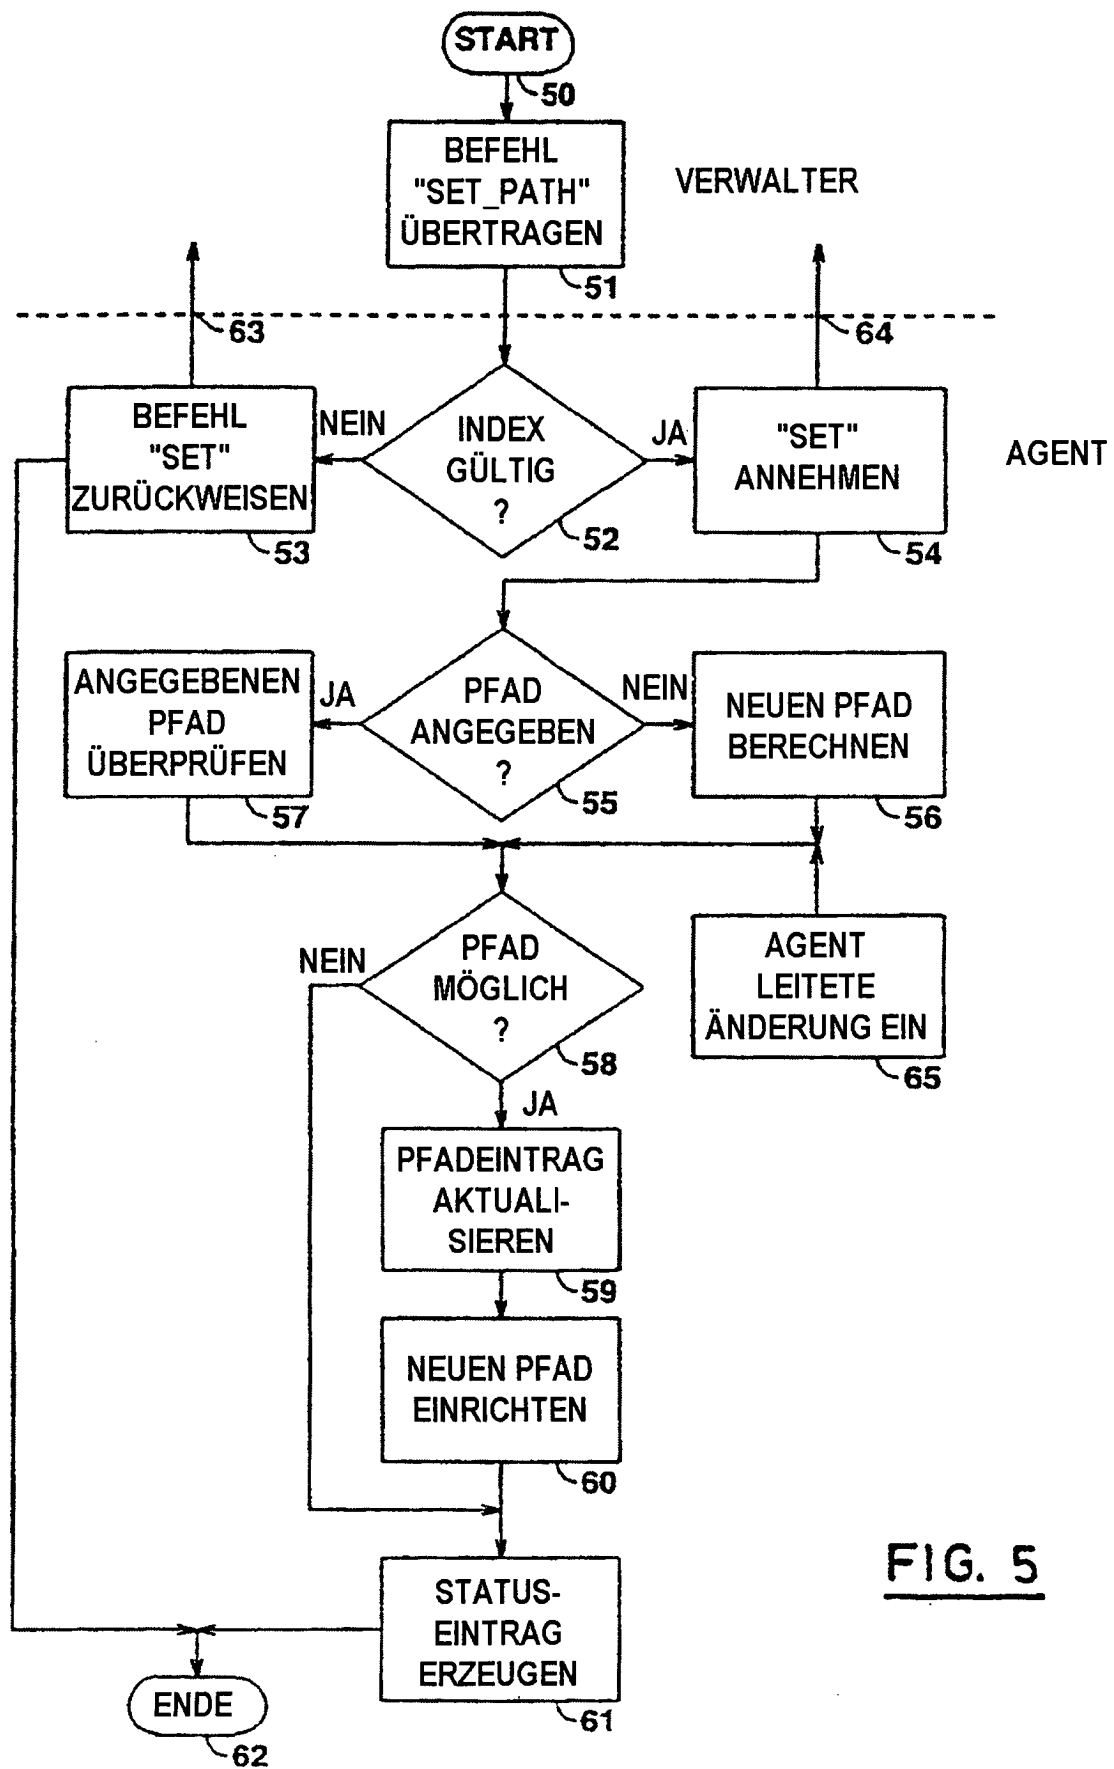 START
50
BEFEHL
"SET_PATH"
ÜBERTRAGEN
51
VERWALTER
63
64
BEFEHL
"SET"
ZURÜCKWEISEN
53
NEIN
INDEX
GÜLTIG
?
52
JA
"SET"
ANNEHMEN
54
AGENT
ANGEGEBENEN
PFAD
ÜBERPRÜFEN
57
JA
PFAD
ANGEGEBEN
?
55
NEIN
NEUEN PFAD
BERECHNEN
56
NEIN
PFAD
MÖGLICH
?
58
JA
AGENT
LEITETE
ÄNDERUNG EIN
65
PFADEINTRAG
AKTUALI-
SIEREN
59
NEUEN PFAD
EINRICHTEN
60
STATUS-
EINTRAG
ERZEUGEN
61
ENDE
62
FIG. 5